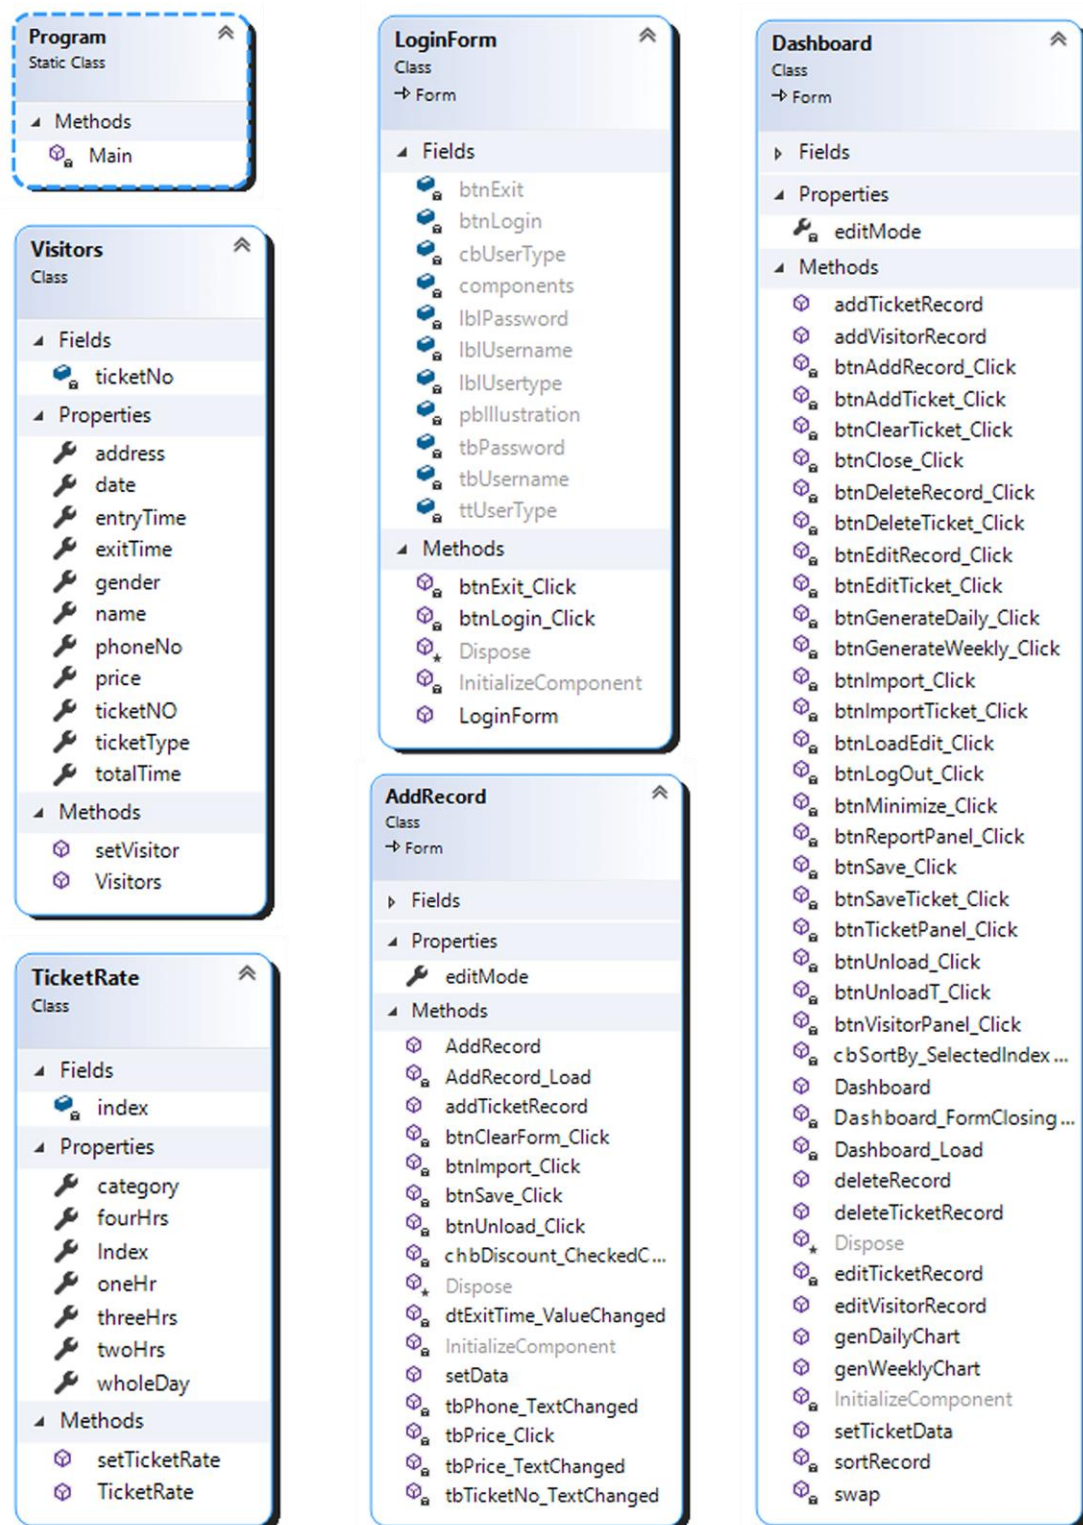 Program
Static Class
Methods
Main
Visitors
Class
Fields
ticketNo
Properties
address
date
entryTime
exitTime
gender
name
phoneNo
price
ticketNO
ticketType
totalTime
Methods
setVisitor
Visitors
TicketRate
Class
Fields
index
Properties
category
fourHrs
Index
oneHr
threeHrs
twoHrs
wholeDay
Methods
setTicketRate
TicketRate
LoginForm
Class
Form
Fields
btnExit
btnLogin
cbUserType
components
lblPassword
lblUsername
lblUsertype
pbIllustration
tbPassword
tbUsername
ttUserType
Methods
btnExit_Click
btnLogin_Click
Dispose
InitializeComponent
LoginForm
AddRecord
Class
Form
Fields
Properties
editMode
Methods
AddRecord
AddRecord_Load
addTicketRecord
btnClearForm_Click
btnImport_Click
btnSave_Click
btnUnload_Click
chbDiscount_CheckedC...
Dispose
dtExitTime_ValueChanged
InitializeComponent
setData
tbPhone_TextChanged
tbPrice_Click
tbPrice_TextChanged
tbTicketNo_TextChanged
Dashboard
Class
Form
Fields
Properties
editMode
Methods
addTicketRecord
addVisitorRecord
btnAddRecord_Click
btnAddTicket_Click
btnClearTicket_Click
btnClose_Click
btnDeleteRecord_Click
btnDeleteTicket_Click
btnEditRecord_Click
btnEditTicket_Click
btnGenerateDaily_Click
btnGenerateWeekly_Click
btnImport_Click
btnImportTicket_Click
btnLoadEdit_Click
btnLogOut_Click
btnMinimize_Click
btnReportPanel_Click
btnSave_Click
btnSaveTicket_Click
btnTicketPanel_Click
btnUnload_Click
btnUnloadT_Click
btnVisitorPanel_Click
cbSortBy_SelectedIndex...
Dashboard
Dashboard_FormClosing...
Dashboard_Load
deleteRecord
deleteTicketRecord
Dispose
editTicketRecord
editVisitorRecord
genDailyChart
genWeeklyChart
InitializeComponent
setTicketData
sortRecord
swap